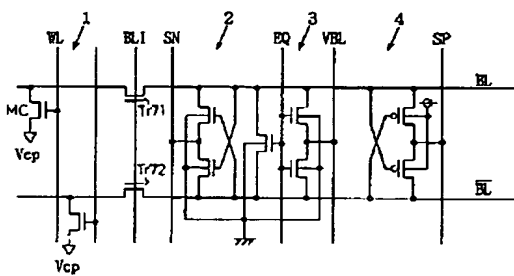 1 2 3 4
WL BLI SN EQ VBL SP
BL
MC Tr71
Vcp
Tr72
B̅L̅
Vcp